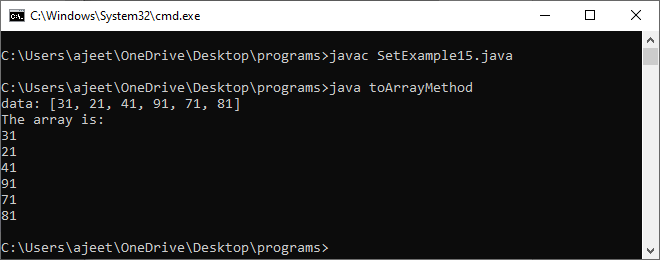 C:\Windows\System32\cmd.exe
C:\Users\ajeet\OneDrive\Desktop\programs>javac SetExample15.java
C:\Users\ajeet\OneDrive\Desktop\programs>java toArrayMethod
data: [31, 21, 41, 91, 71, 81]
The array is:
31
21
41
91
71
81
C:\Users\ajeet\OneDrive\Desktop\programs>